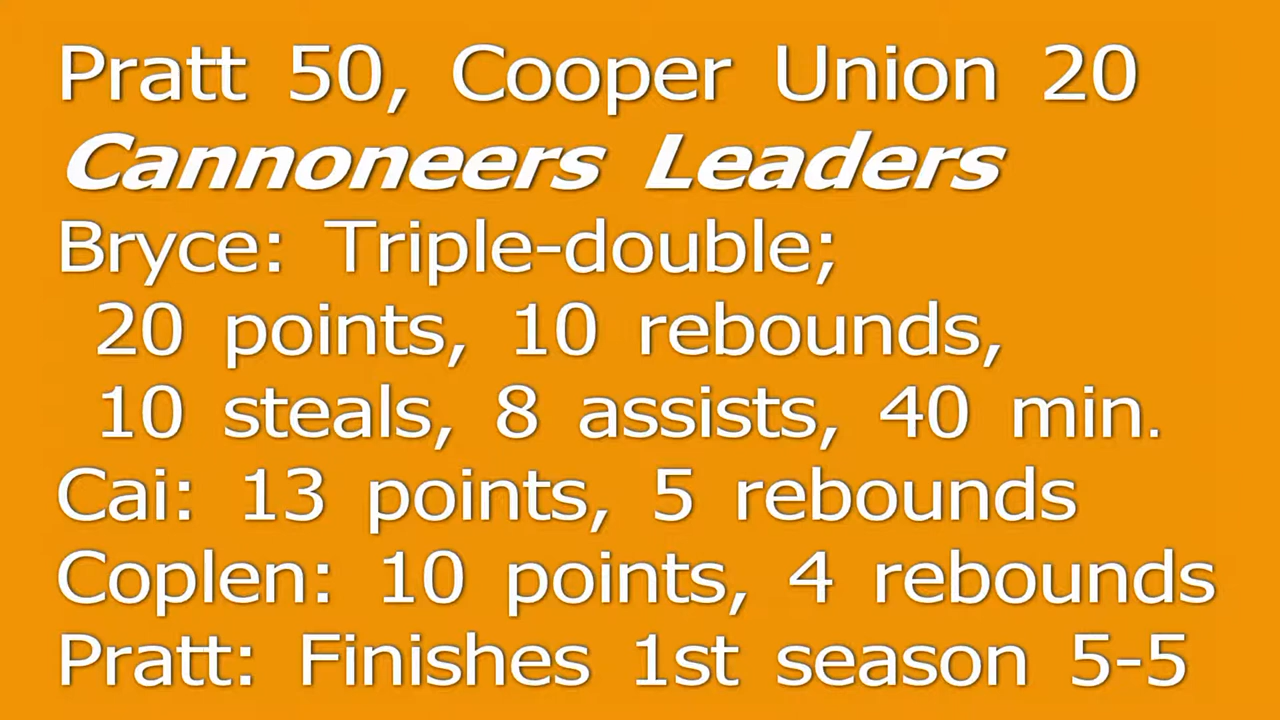 Pratt 50, Cooper Union 20
Cannoneers Leaders
Bryce: Triple-double;
20 points, 10 rebounds,
10 steals, 8 assists, 40 min.
Cai: 13 points, 5 rebounds
Coplen: 10 points, 4 rebounds
Pratt: Finishes 1st season 5-5